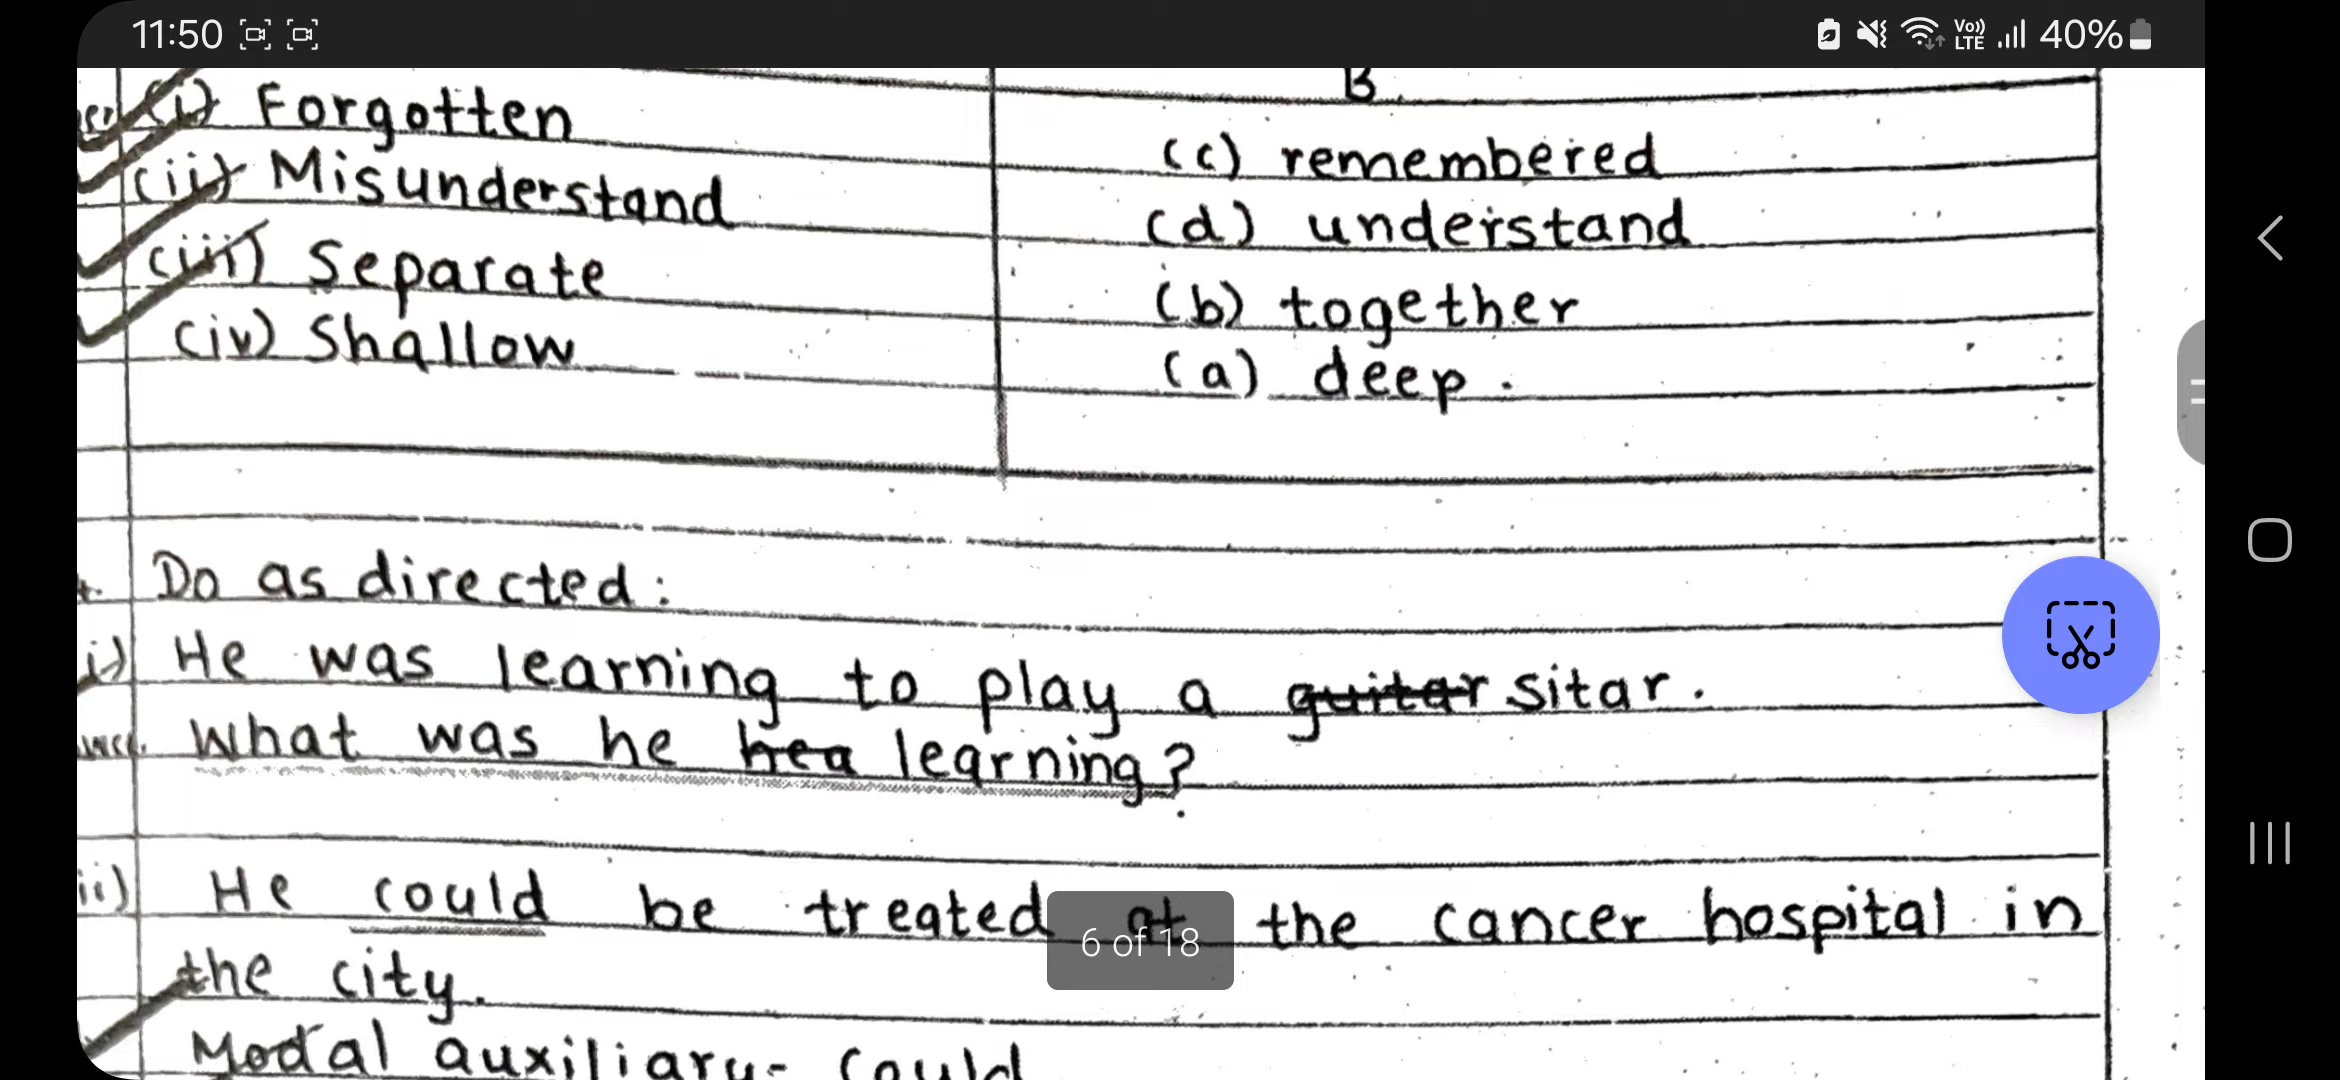 11:50 Vo)) LTE 40%
B.
(i) Forgotten (c) remembered
(ii) Misunderstand (d) understand
(iii) Separate (b) together
(iv) Shallow (a) deep.
Do as directed:
i) He was learning to play a guitar sitar.
What was he hea learning?
ii) He could be treated at the cancer hospital in
6 of 18
the city.
Modal auxiliary- could